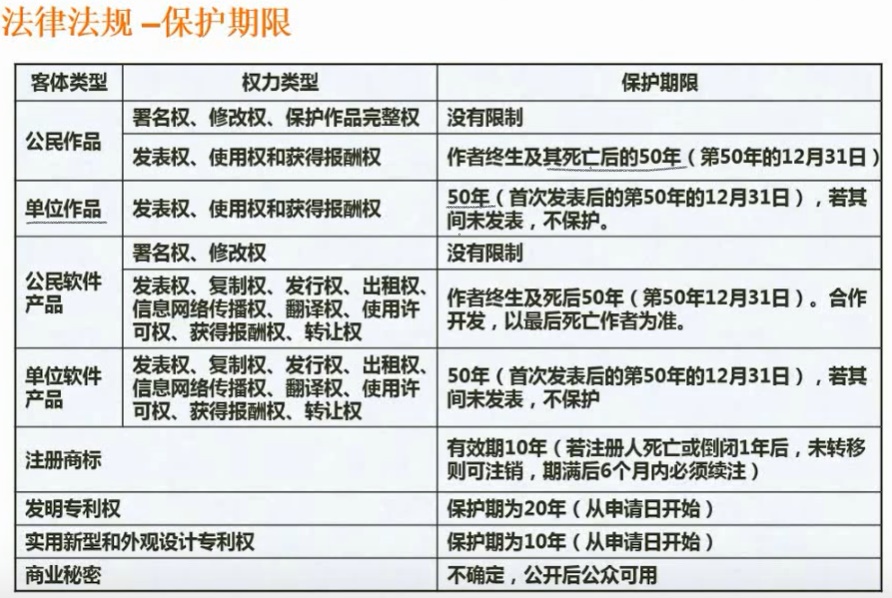 法律法规 –保护期限
客体类型 权力类型 保护期限
公民作品
署名权、修改权、保护作品完整权 没有限制
发表权、使用权和获得报酬权 作者终生及其死亡后的50年（第50年的12月31日）
单位作品 发表权、使用权和获得报酬权
50年（首次发表后的第50年的12月31日），若其
间未发表，不保护。
公民软件
产品
署名权、修改权 没有限制
发表权、复制权、发行权、出租权、
信息网络传播权、翻译权、使用许
可权、获得报酬权、转让权
作者终生及死后50年（第50年12月31日）。合作
开发，以最后死亡作者为准。
单位软件
产品
发表权、复制权、发行权、出租权、
信息网络传播权、翻译权、使用许
可权、获得报酬权、转让权
50年（首次发表后的第50年的12月31日），若其
间未发表，不保护
注册商标
有效期10年（若注册人死亡或倒闭1年后，未转移
则可注销，期满后6个月内必须续注）
发明专利权 保护期为20年（从申请日开始）
实用新型和外观设计专利权 保护期为10年（从申请日开始）
商业秘密 不确定，公开后公众可用